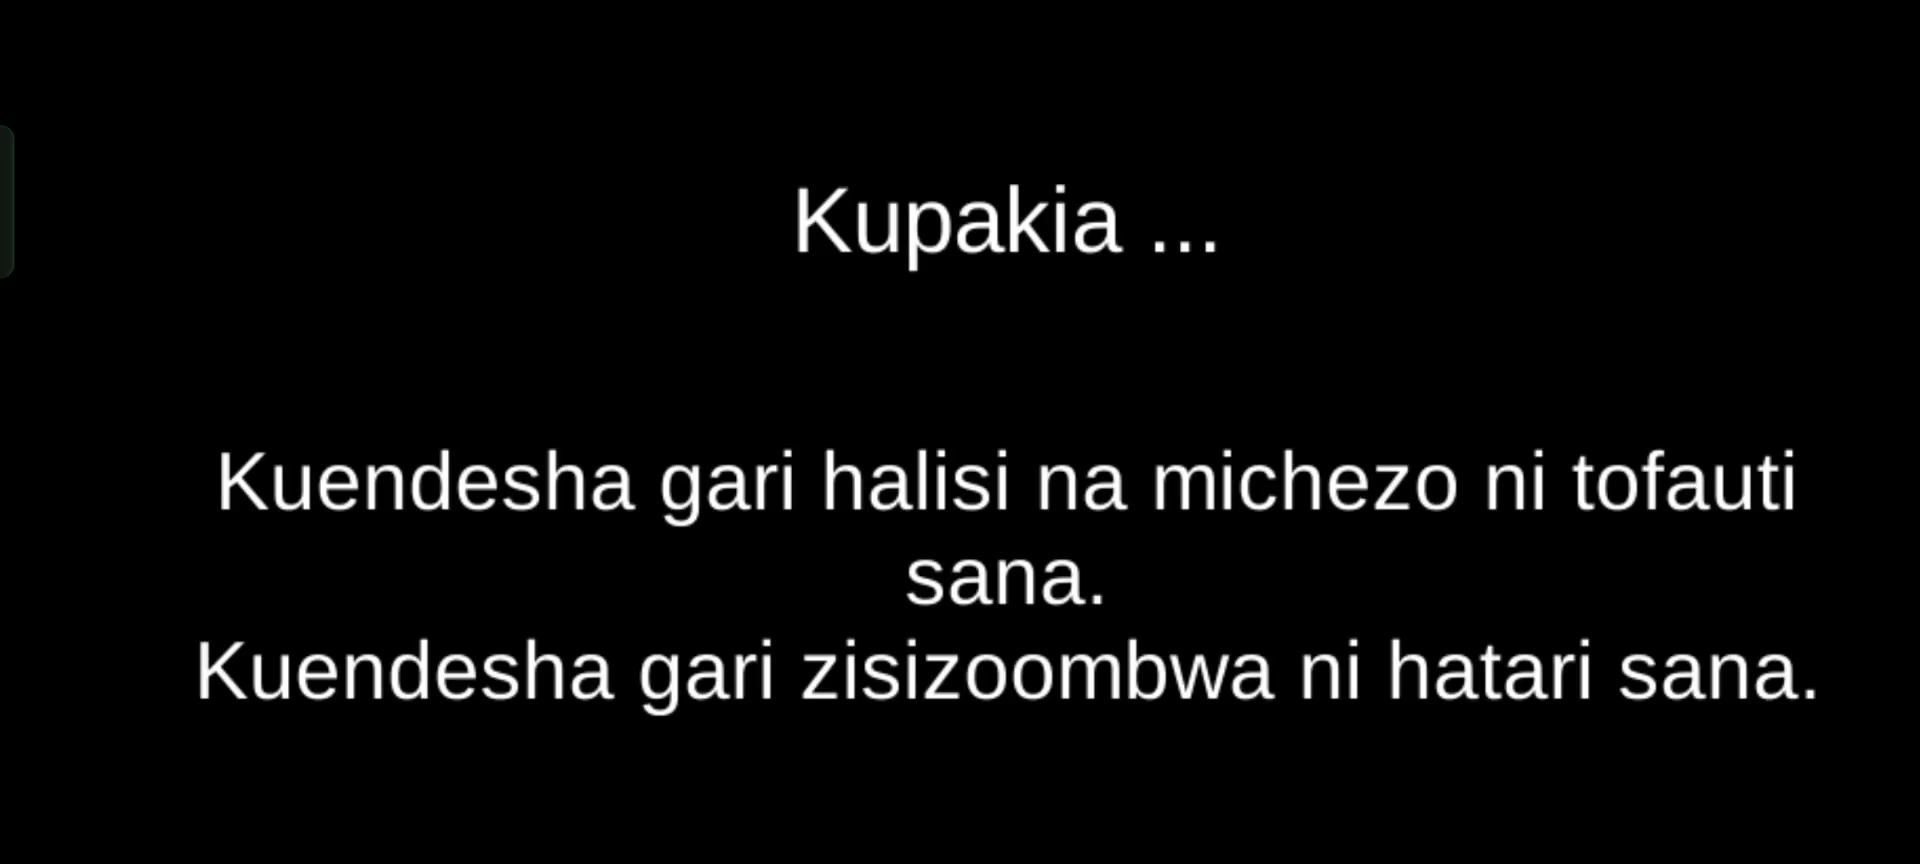 Kupakia ...
Kuendesha gari halisi na michezo ni tofauti
sana.
Kuendesha gari zisizoombwa ni hatari sana.